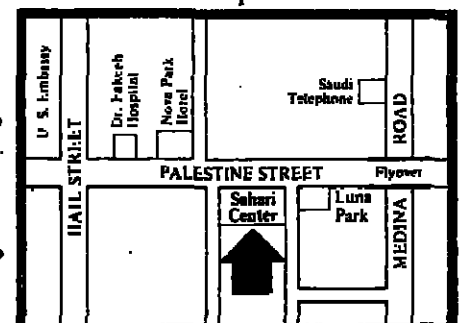 U. S. Embassy
HAIL STREET
Dr. Fakeeh
Hospital
Nova Park
Hotel
Saudi
Telephone
ROAD
PALESTINE STREET
Flyover
Sahari
Center
Luna
Park
MEDINA